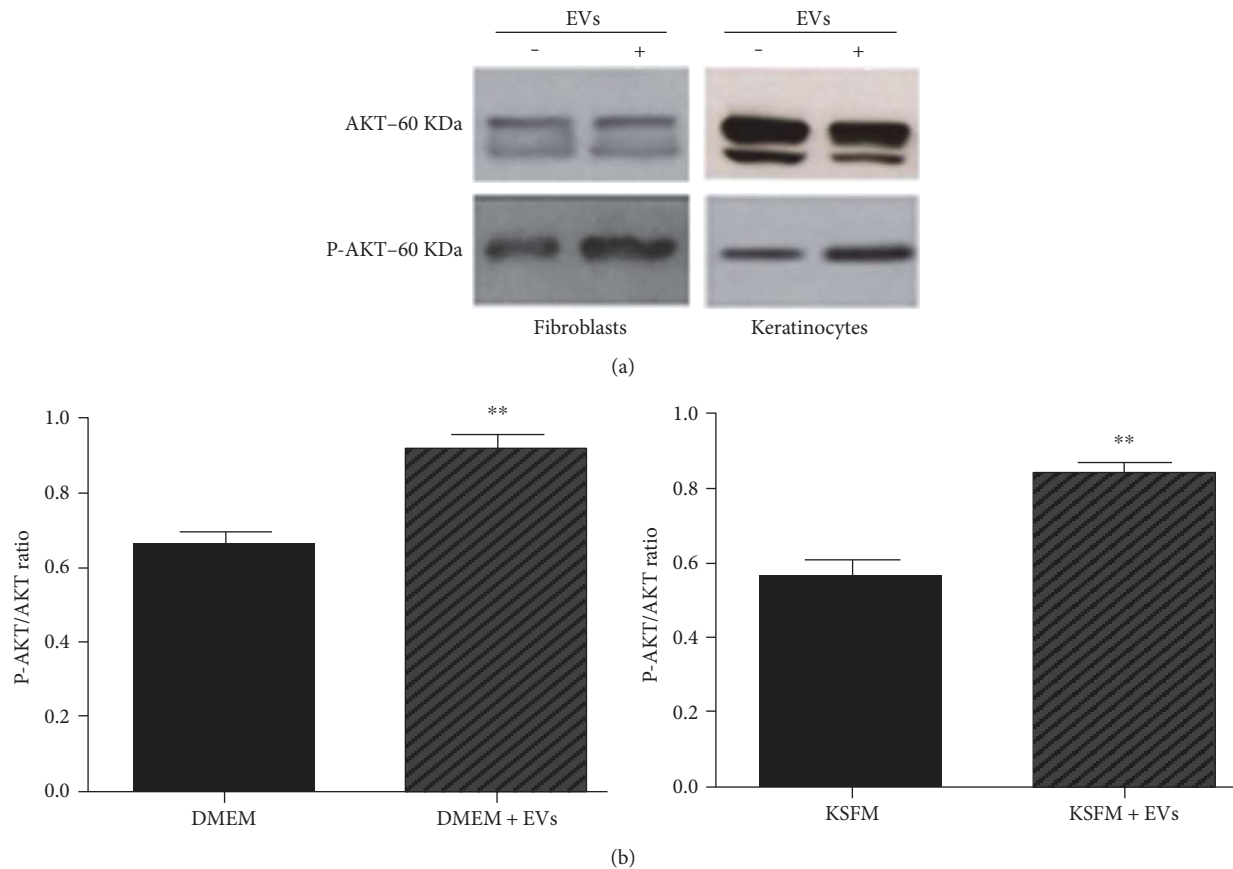 EVs EVs
- + - +
AKT–60 KDa
P-AKT–60 KDa
Fibroblasts Keratinocytes
(a)
1.0
0.8
0.6
0.4
0.2
0.0
P-AKT/AKT ratio
**
DMEM DMEM + EVs
1.0
0.8
0.6
0.4
0.2
0.0
P-AKT/AKT ratio
**
KSFM KSFM + EVs
(b)